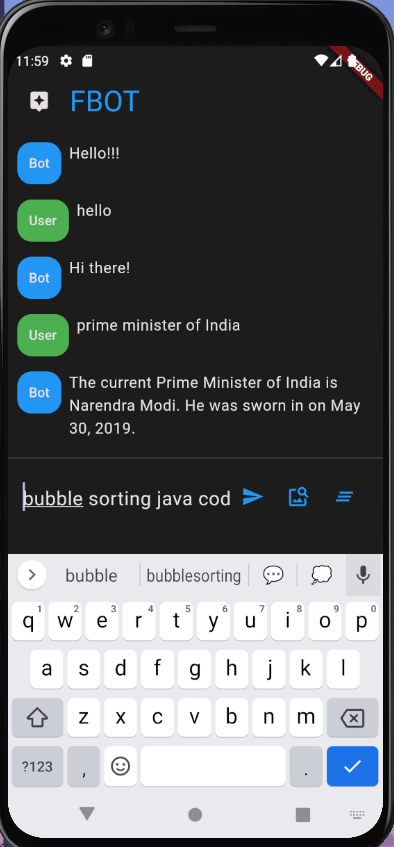 11:59
DEBUG
FBOT
Bot
Hello!!!
User
hello
Bot
Hi there!
User
prime minister of India
Bot
The current Prime Minister of India is
Narendra Modi. He was sworn in on May
30, 2019.
bubble sorting java cod
bubble bubblesorting
q1 w2 e3 r4 t5 y6 u7 i8 o9 p0
a s d f g h j k l
z x c v b n m
?123 , .